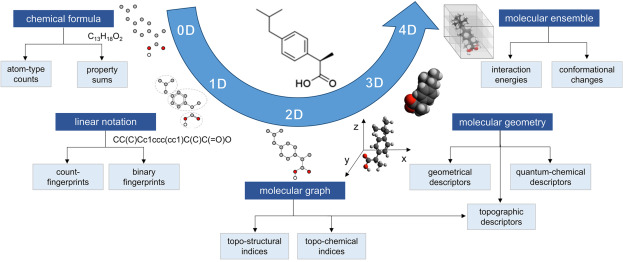 chemical formula
C₁₃H₁₈O₂
atom-type
counts
property
sums
0D
1D
2D
3D
4D
HO
O
molecular ensemble
interaction
energies
conformational
changes
linear notation
CC(C)Cc1ccc(cc1)C(C)C(=O)O
count-
fingerprints
binary
fingerprints
molecular graph
topo-structural
indices
topo-chemical
indices
z
y
x
molecular geometry
geometrical
descriptors
quantum-chemical
descriptors
topographic
descriptors